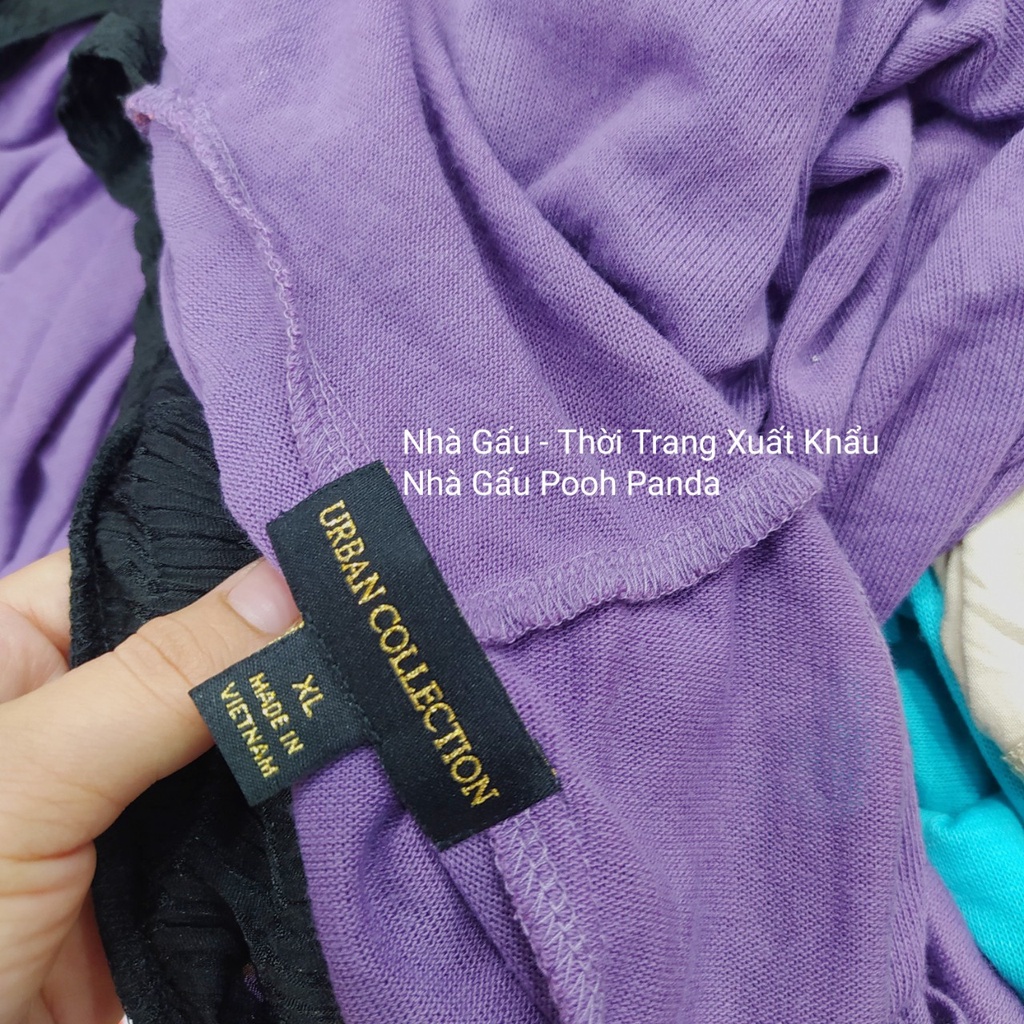 Nhà Gấu - Thời Trang Xuất Khẩu
Nhà Gấu Pooh Panda
URBAN COLLECTION
XL
MADE IN
VIETNAM